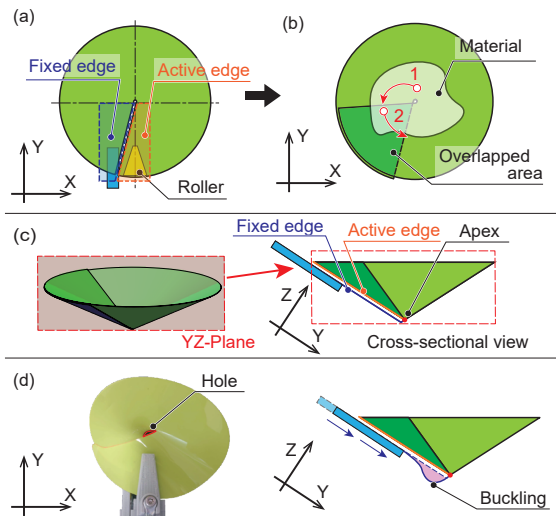 (a)
Fixed edge
Active edge
Roller
Y
X
(b)
Material
1
2
Overlapped
area
Y
X
(c)
YZ-Plane
Fixed edge
Active edge
Apex
Z
Y
Cross-sectional view
(d)
Hole
Y
X
Z
Y
Buckling